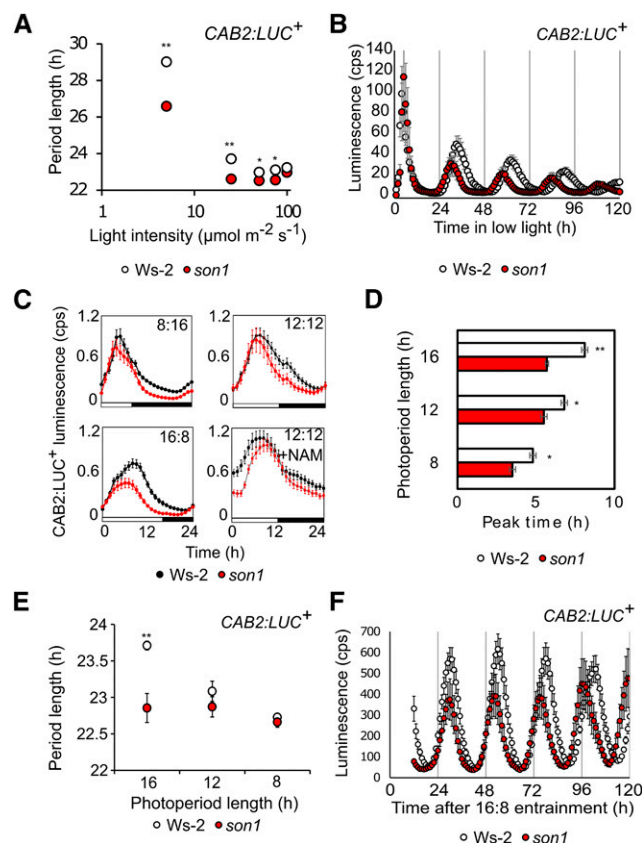 A
CAB2:LUC+
Period length (h)
30
28
26
24
22
**
**
*
*
1
10
100
Light intensity (µmol m⁻² s⁻¹)
Ws-2
son1
B
CAB2:LUC+
Luminescence (cps)
140
120
100
80
60
40
20
0
0
24
48
72
96
120
Time in low light (h)
Ws-2
son1
C
CAB2:LUC+ luminescence (cps)
1.2
0.6
0
8:16
12:12
1.2
0.6
0
16:8
12:12
+NAM
0
12
24
0
12
24
Time (h)
Ws-2
son1
D
Photoperiod length (h)
16
12
8
**
*
*
0
5
10
Peak time (h)
Ws-2
son1
E
CAB2:LUC+
Period length (h)
24
23.5
23
22.5
22
**
16
12
8
Photoperiod length (h)
Ws-2
son1
F
CAB2:LUC+
Luminescence (cps)
700
600
500
400
300
200
100
0
0
24
48
72
96
120
Time after 16:8 entrainment (h)
Ws-2
son1